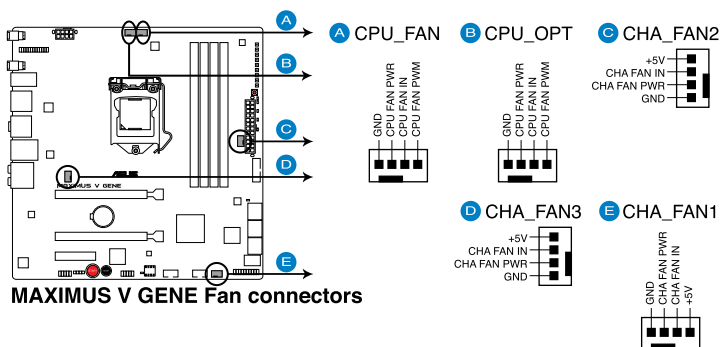 A
B
C
D
E
ASUS
MAXIMUS V GENE
MAXIMUS V GENE Fan connectors
A CPU_FAN
GND
CPU FAN PWR
CPU FAN IN
CPU FAN PWM
B CPU_OPT
GND
CPU FAN PWR
CPU FAN IN
CPU FAN PWM
C CHA_FAN2
+5V
CHA FAN IN
CHA FAN PWR
GND
D CHA_FAN3
+5V
CHA FAN IN
CHA FAN PWR
GND
E CHA_FAN1
GND
CHA FAN PWR
CHA FAN IN
+5V